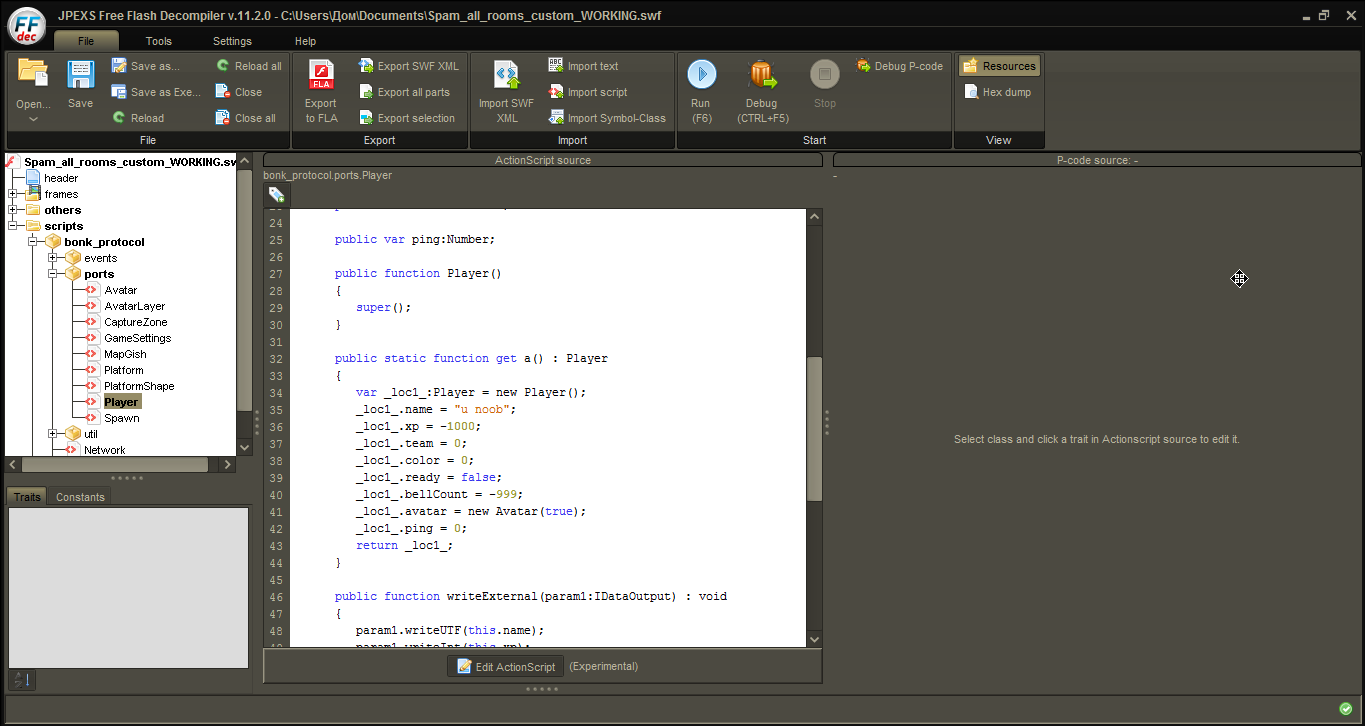 FF dec
JPEXS Free Flash Decompiler v.11.2.0 - C:\Users\Дом\Documents\Spam_all_rooms_custom_WORKING.swf
File Tools Settings Help
Open... Save Save as... Save as Exe... Reload Reload all Close Close all
File
FLA
Export to FLA Export SWF XML Export all parts Export selection
Export
Import SWF XML Import text Import script Import Symbol-Class
Import
Run (F6) Debug (CTRL+F5) Stop Debug P-code
Start
Resources Hex dump
View
Spam_all_rooms_custom_WORKING.sw
header
frames
others
scripts
bonk_protocol
events
ports
Avatar
AvatarLayer
CaptureZone
GameSettings
MapGish
Platform
PlatformShape
Player
Spawn
util
Network
Traits Constants
ActionScript source
bonk_protocol.ports.Player
24
25 public var ping:Number;
26
27 public function Player()
28 {
29 super();
30 }
31
32 public static function get a() : Player
33 {
34 var _loc1_:Player = new Player();
35 _loc1_.name = "u noob";
36 _loc1_.xp = -1000;
37 _loc1_.team = 0;
38 _loc1_.color = 0;
39 _loc1_.ready = false;
40 _loc1_.bellCount = -999;
41 _loc1_.avatar = new Avatar(true);
42 _loc1_.ping = 0;
43 return _loc1_;
44 }
45
46 public function writeExternal(param1:IDataOutput) : void
47 {
48 param1.writeUTF(this.name);
Edit ActionScript (Experimental)
P-code source: -
-
Select class and click a trait in Actionscript source to edit it.